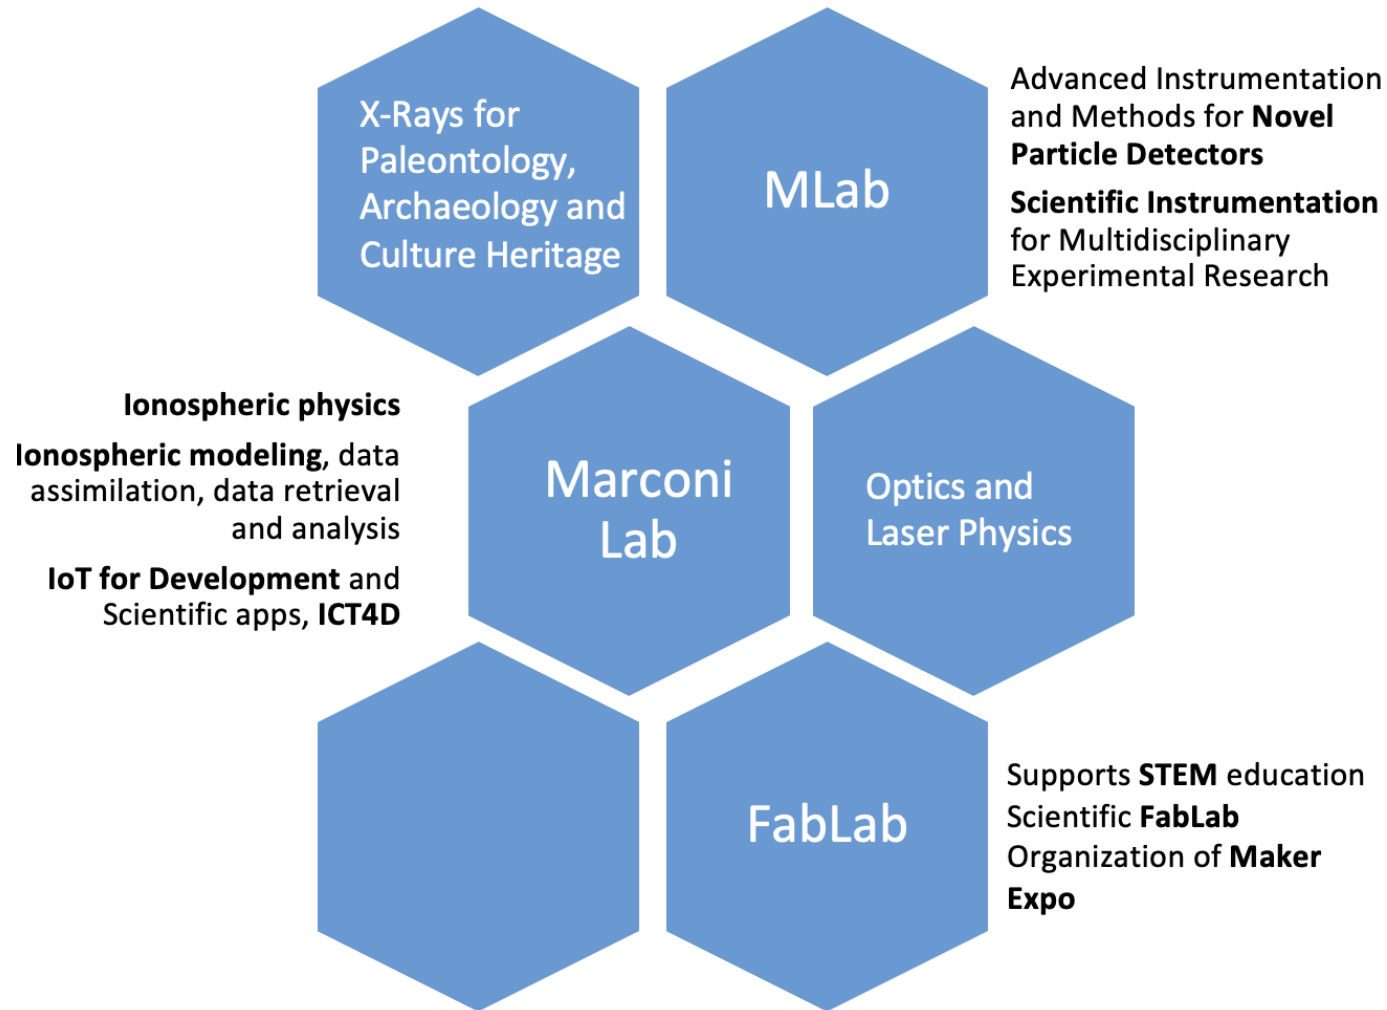 X-Rays for
Paleontology,
Archaeology and
Culture Heritage
MLab
Advanced Instrumentation
and Methods for Novel
Particle Detectors
Scientific Instrumentation
for Multidisciplinary
Experimental Research
Ionospheric physics
Ionospheric modeling, data
assimilation, data retrieval
and analysis
IoT for Development and
Scientific apps, ICT4D
Marconi
Lab
Optics and
Laser Physics
FabLab
Supports STEM education
Scientific FabLab
Organization of Maker
Expo